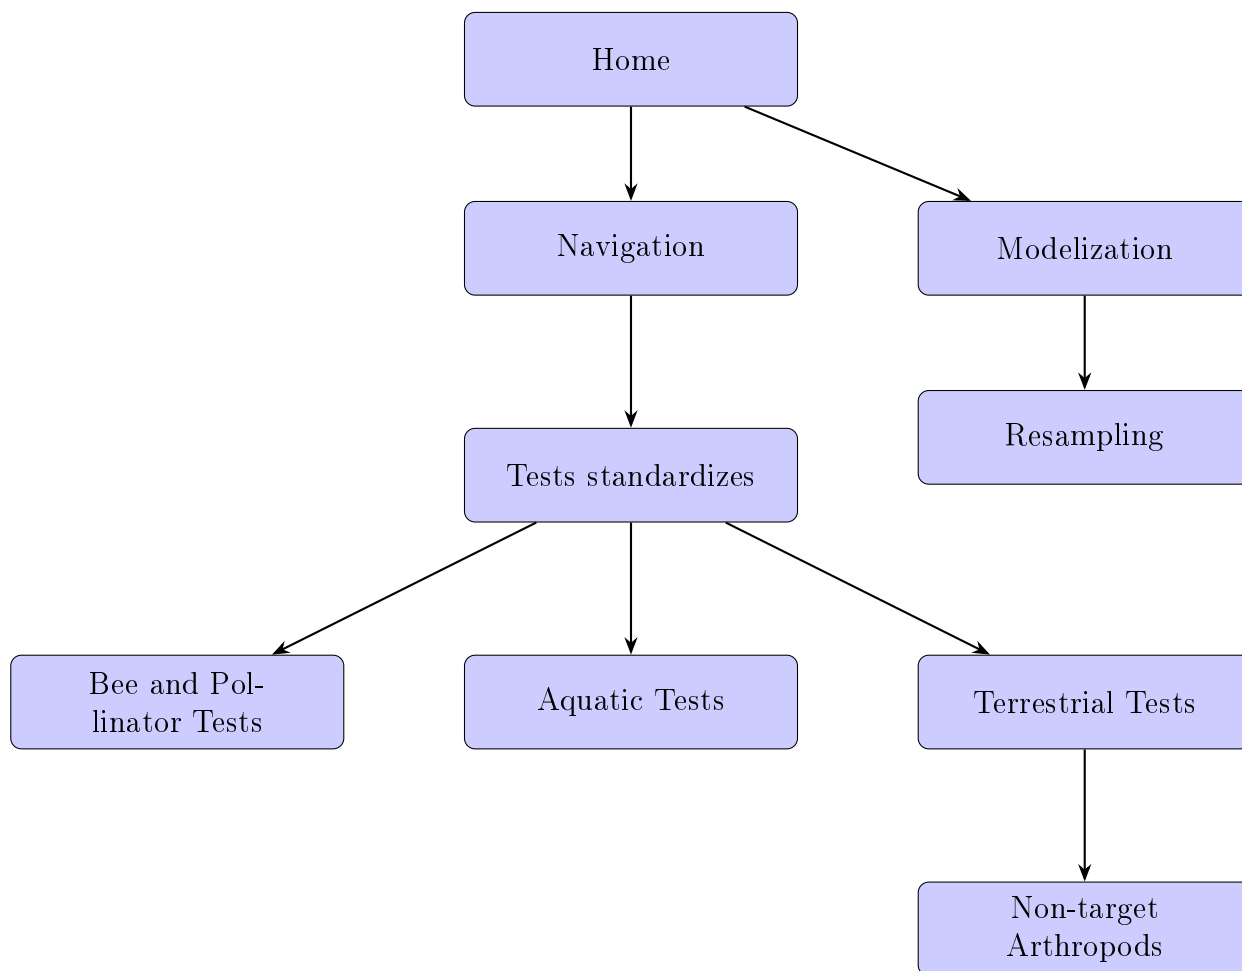 Home
Navigation
Modelization
Resampling
Tests standardizes
Bee and Pol-
linator Tests
Aquatic Tests
Terrestrial Tests
Non-target
Arthropods